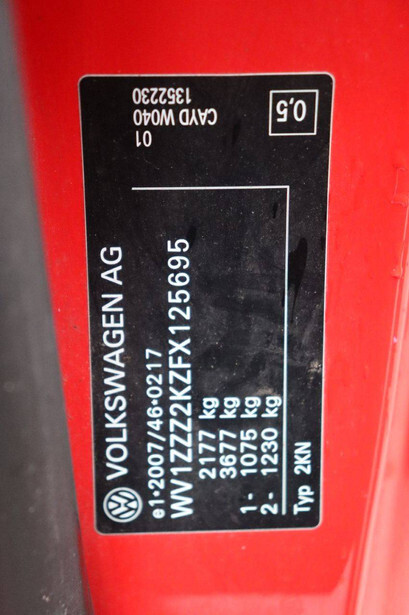 VOLKSWAGEN AG
e1*2007/46*0217
WV1ZZZ2KZFX125695
2177 kg
3677 kg
1- 1075 kg
2- 1230 kg
Typ 2KN
01
CAYD W040
1352230
0,5